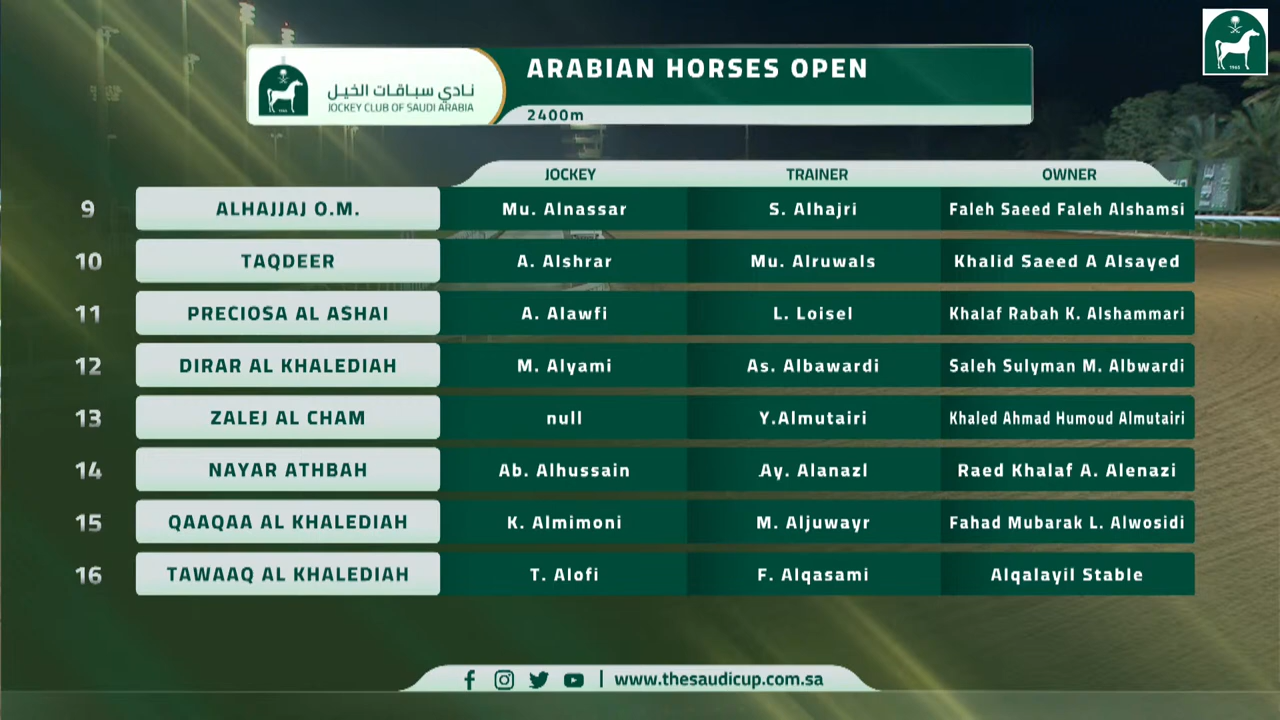 ARABIAN HORSES OPEN
نادي سباقات الخيل
JOCKEY CLUB OF SAUDI ARABIA
2400m
JOCKEY TRAINER OWNER
9 ALHAJJAJ O.M. Mu. Alnassar S. Alhajri Faleh Saeed Faleh Alshamsi
10 TAQDEER A. Alshrar Mu. Alruwals Khalid Saeed A Alsayed
11 PRECIOSA AL ASHAI A. Alawfi L. Loisel Khalaf Rabah K. Alshammari
12 DIRAR AL KHALEDIAH M. Alyami As. Albawardi Saleh Sulyman M. Albwardi
13 ZALEJ AL CHAM null Y.Almutairi Khaled Ahmad Humoud Almutairi
14 NAYAR ATHBAH Ab. Alhussain Ay. Alanazl Raed Khalaf A. Alenazi
15 QAAQAA AL KHALEDIAH K. Almimoni M. Aljuwayr Fahad Mubarak L. Alwosidi
16 TAWAAQ AL KHALEDIAH T. Alofi F. Alqasami Alqalayil Stable
www.thesaudicup.com.sa